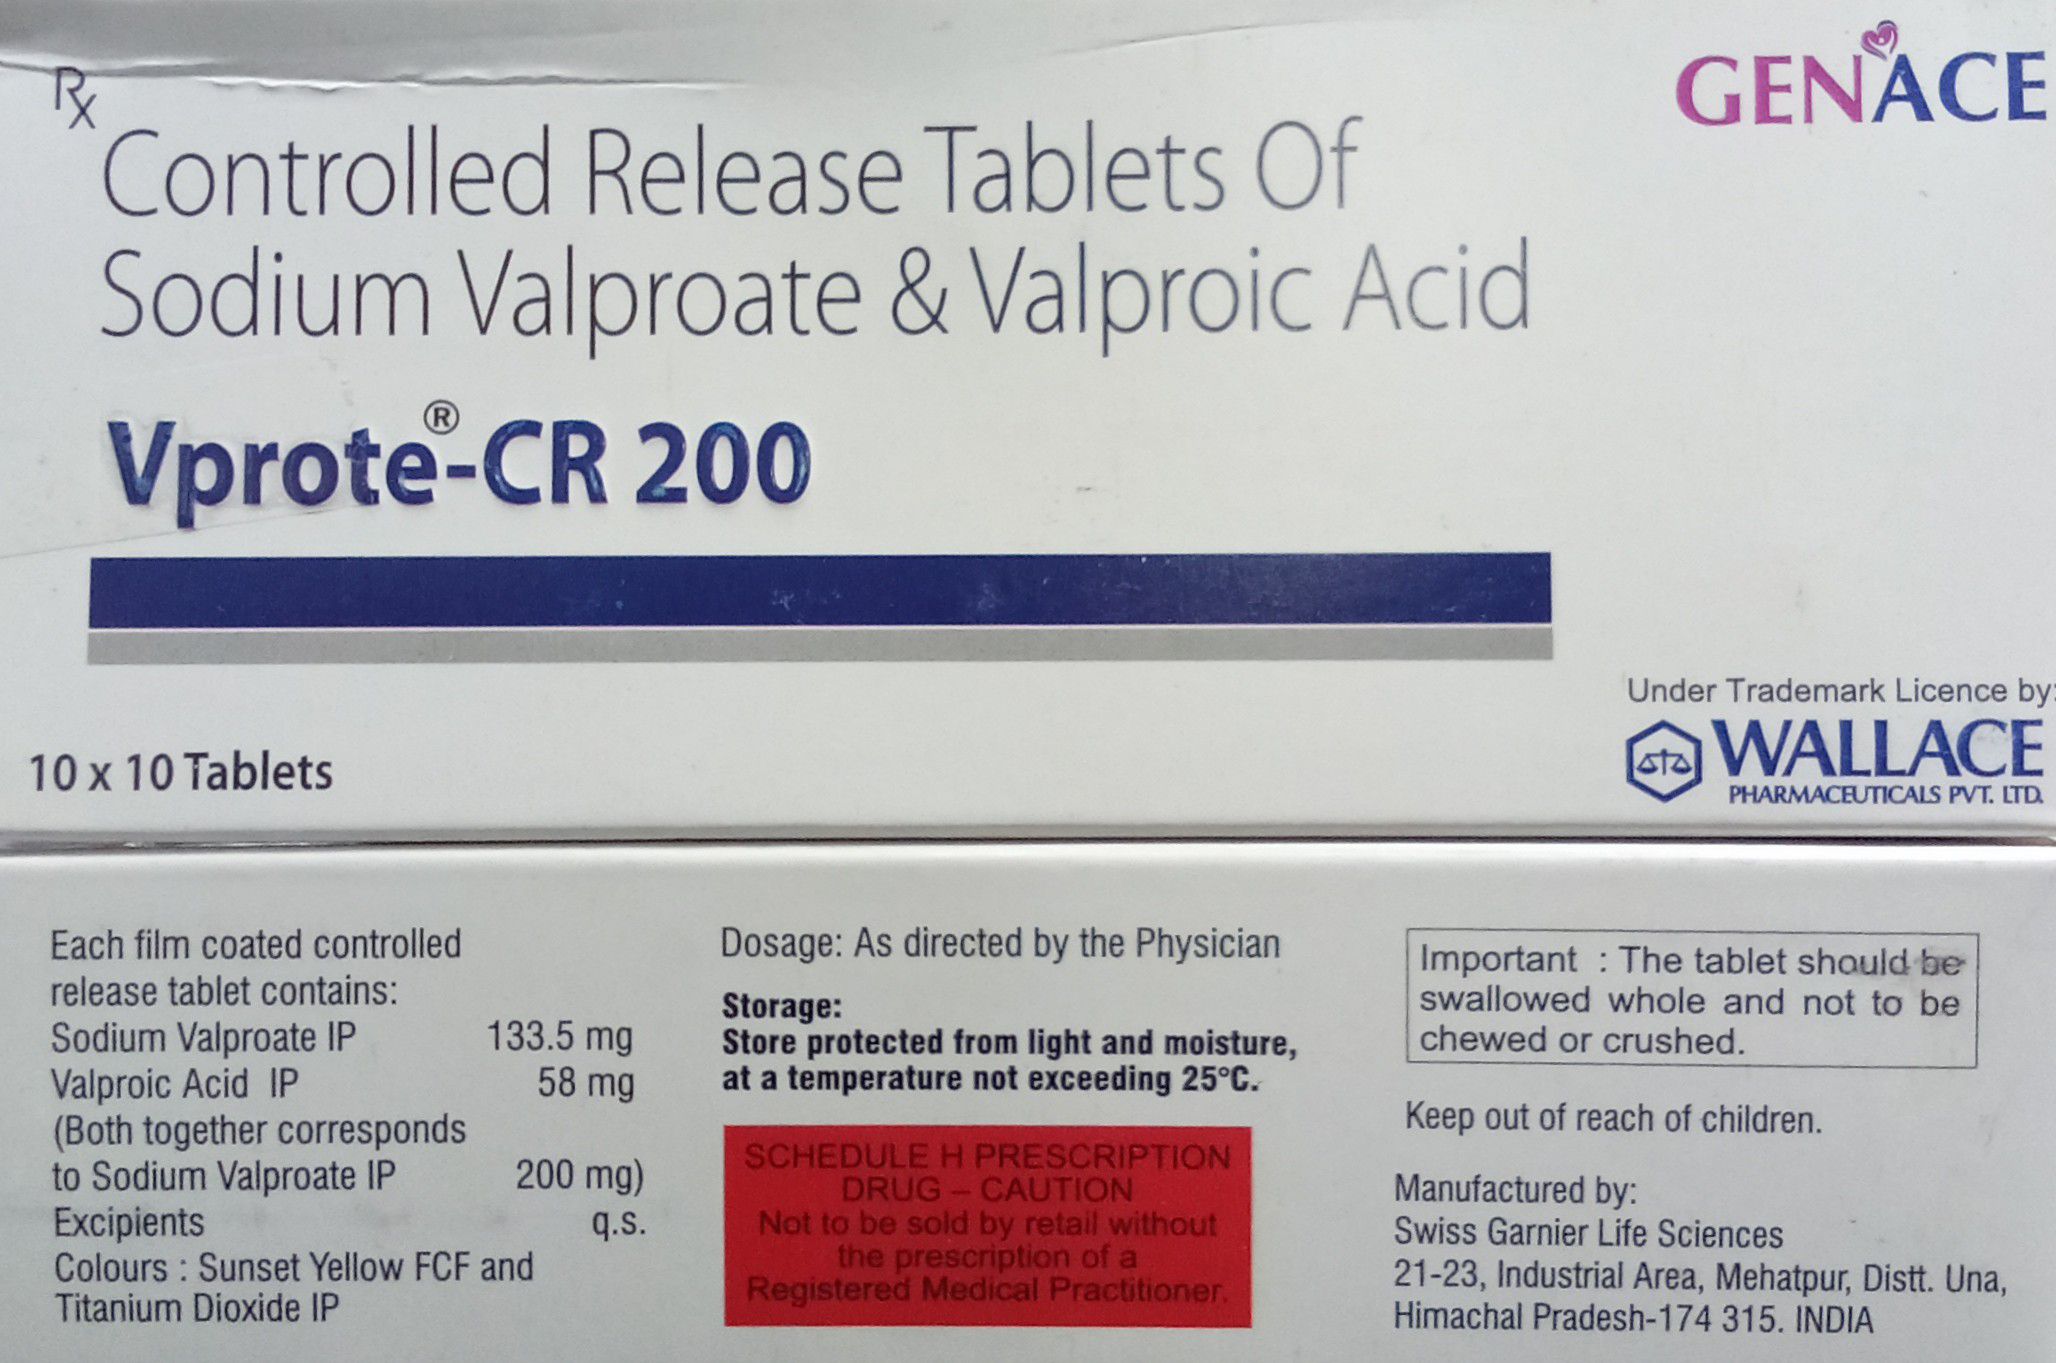 Rx
GENACE
Controlled Release Tablets Of
Sodium Valproate & Valproic Acid
Vprote®-CR 200
Under Trademark Licence by:
WALLACE
PHARMACEUTICALS PVT. LTD.
10 x 10 Tablets
Each film coated controlled
release tablet contains:
Sodium Valproate IP 133.5 mg
Valproic Acid IP 58 mg
(Both together corresponds
to Sodium Valproate IP 200 mg)
Excipients q.s.
Colours : Sunset Yellow FCF and
Titanium Dioxide IP
Dosage: As directed by the Physician
Storage:
Store protected from light and moisture,
at a temperature not exceeding 25°C.
SCHEDULE H PRESCRIPTION
DRUG – CAUTION
Not to be sold by retail without
the prescription of a
Registered Medical Practitioner.
Important : The tablet should be
swallowed whole and not to be
chewed or crushed.
Keep out of reach of children.
Manufactured by:
Swiss Garnier Life Sciences
21-23, Industrial Area, Mehatpur, Distt. Una,
Himachal Pradesh-174 315. INDIA